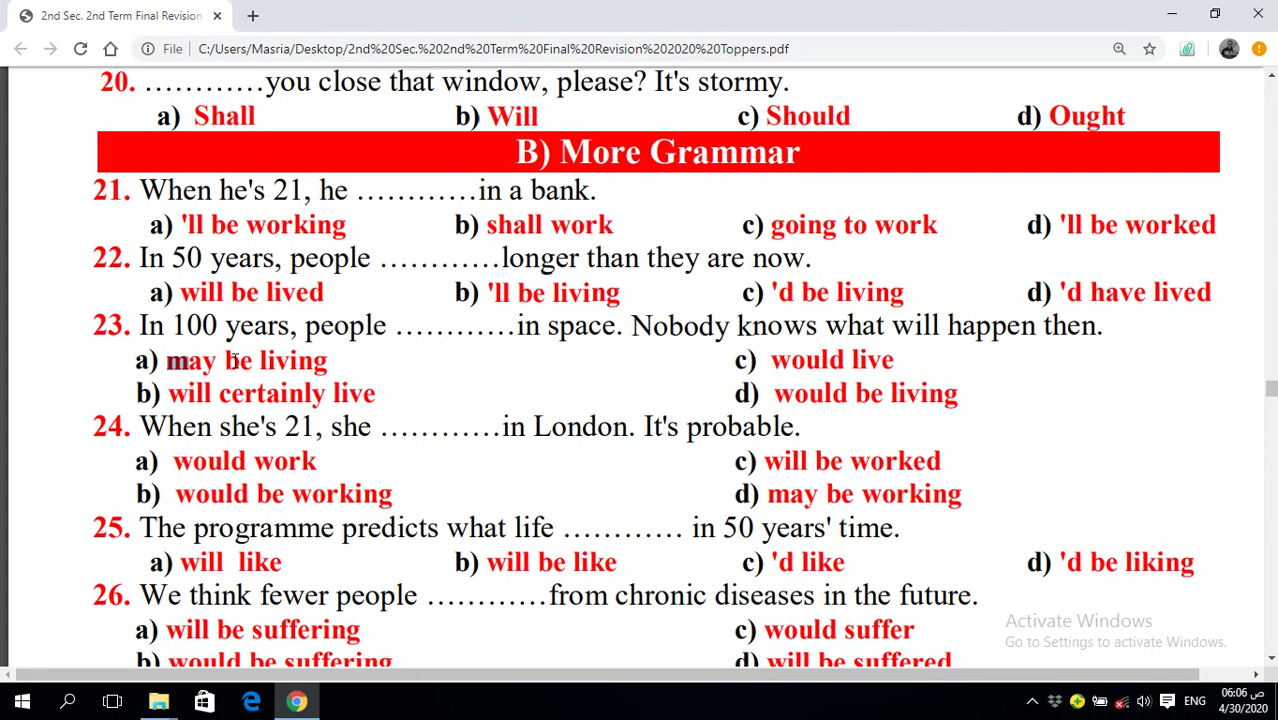 2nd Sec. 2nd Term Final Revision
File C:/Users/Masria/Desktop/2nd%20Sec.%202nd%20Term%20Final%20Revision%202020%20Toppers.pdf
20. …………you close that window, please? It's stormy.
a) Shall b) Will c) Should d) Ought
B) More Grammar
21. When he's 21, he …………in a bank.
a) 'll be working b) shall work c) going to work d) 'll be worked
22. In 50 years, people …………longer than they are now.
a) will be lived b) 'll be living c) 'd be living d) 'd have lived
23. In 100 years, people …………in space. Nobody knows what will happen then.
a) may be living c) would live
b) will certainly live d) would be living
24. When she's 21, she …………in London. It's probable.
a) would work c) will be worked
b) would be working d) may be working
25. The programme predicts what life ………… in 50 years' time.
a) will like b) will be like c) 'd like d) 'd be liking
26. We think fewer people …………from chronic diseases in the future.
a) will be suffering c) would suffer
b) would be suffering d) will be suffered
Activate Windows
Go to Settings to activate Windows.
ENG 06:06 ص
4/30/2020